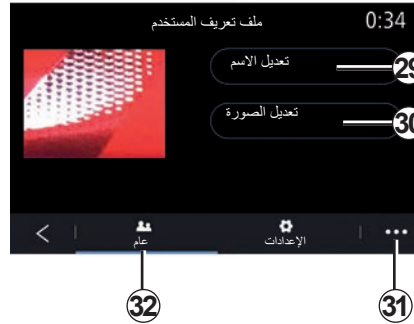 ملف تعريف المستخدم 0:34
تعديل الاسم 29
تعديل الصورة 30
عام الإعدادات
32 31